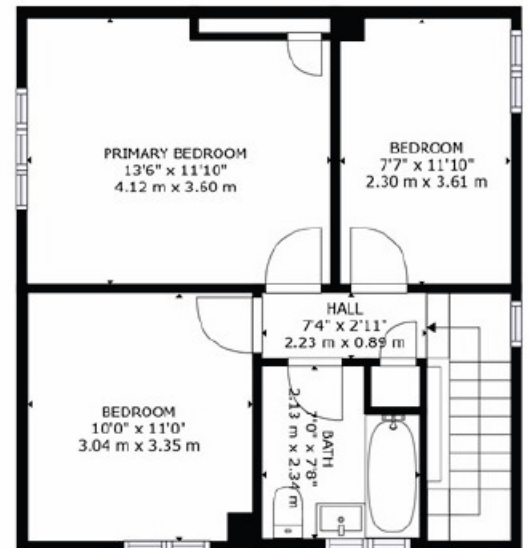 PRIMARY BEDROOM
13'6" x 11'10"
4.12 m x 3.60 m
BEDROOM
7'7" x 11'10"
2.30 m x 3.61 m
HALL
7'4" x 2'11"
2.23 m x 0.89 m
BEDROOM
10'0" x 11'0"
3.04 m x 3.35 m
BATH
7'0" x 7'8"
2.13 m x 2.34 m